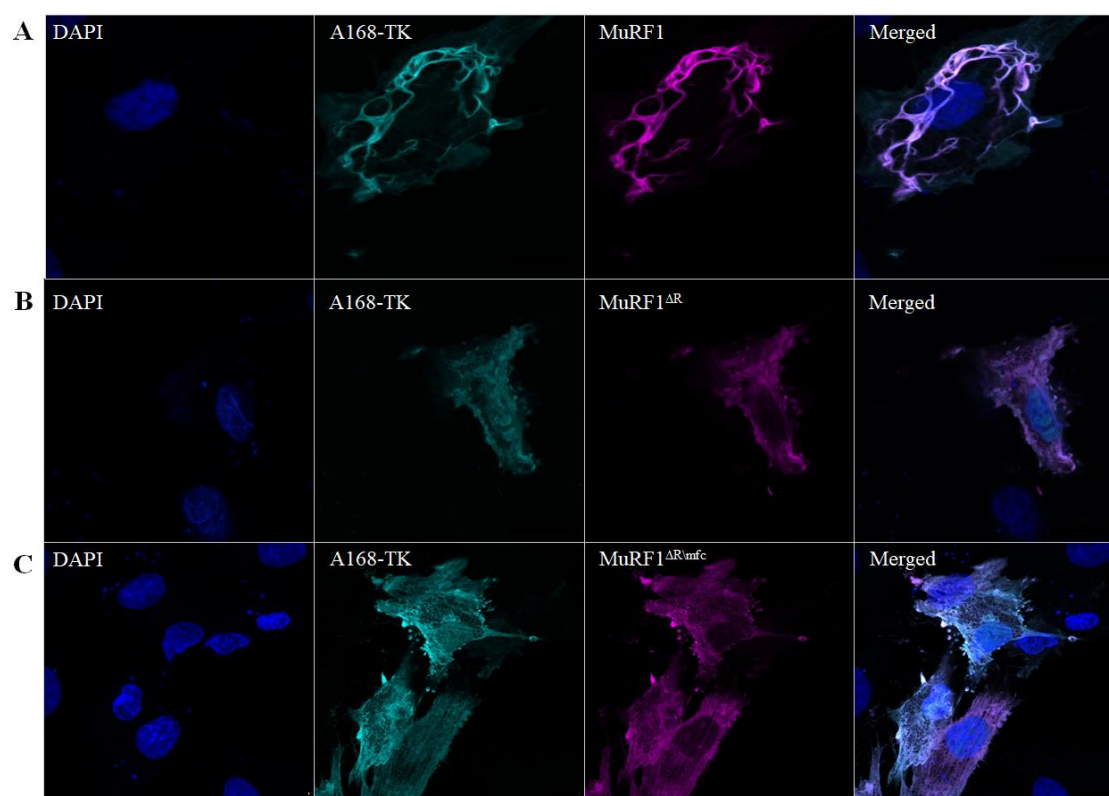 A DAPI A168-TK MuRF1 Merged
B DAPI A168-TK MuRF1ΔR Merged
C DAPI A168-TK MuRF1ΔR\mfc Merged